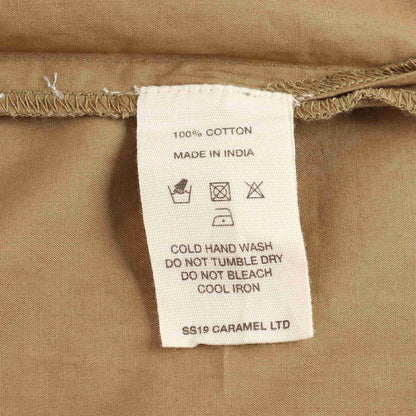 100% COTTON
MADE IN INDIA
COLD HAND WASH
DO NOT TUMBLE DRY
DO NOT BLEACH
COOL IRON
SS19 CARAMEL LTD